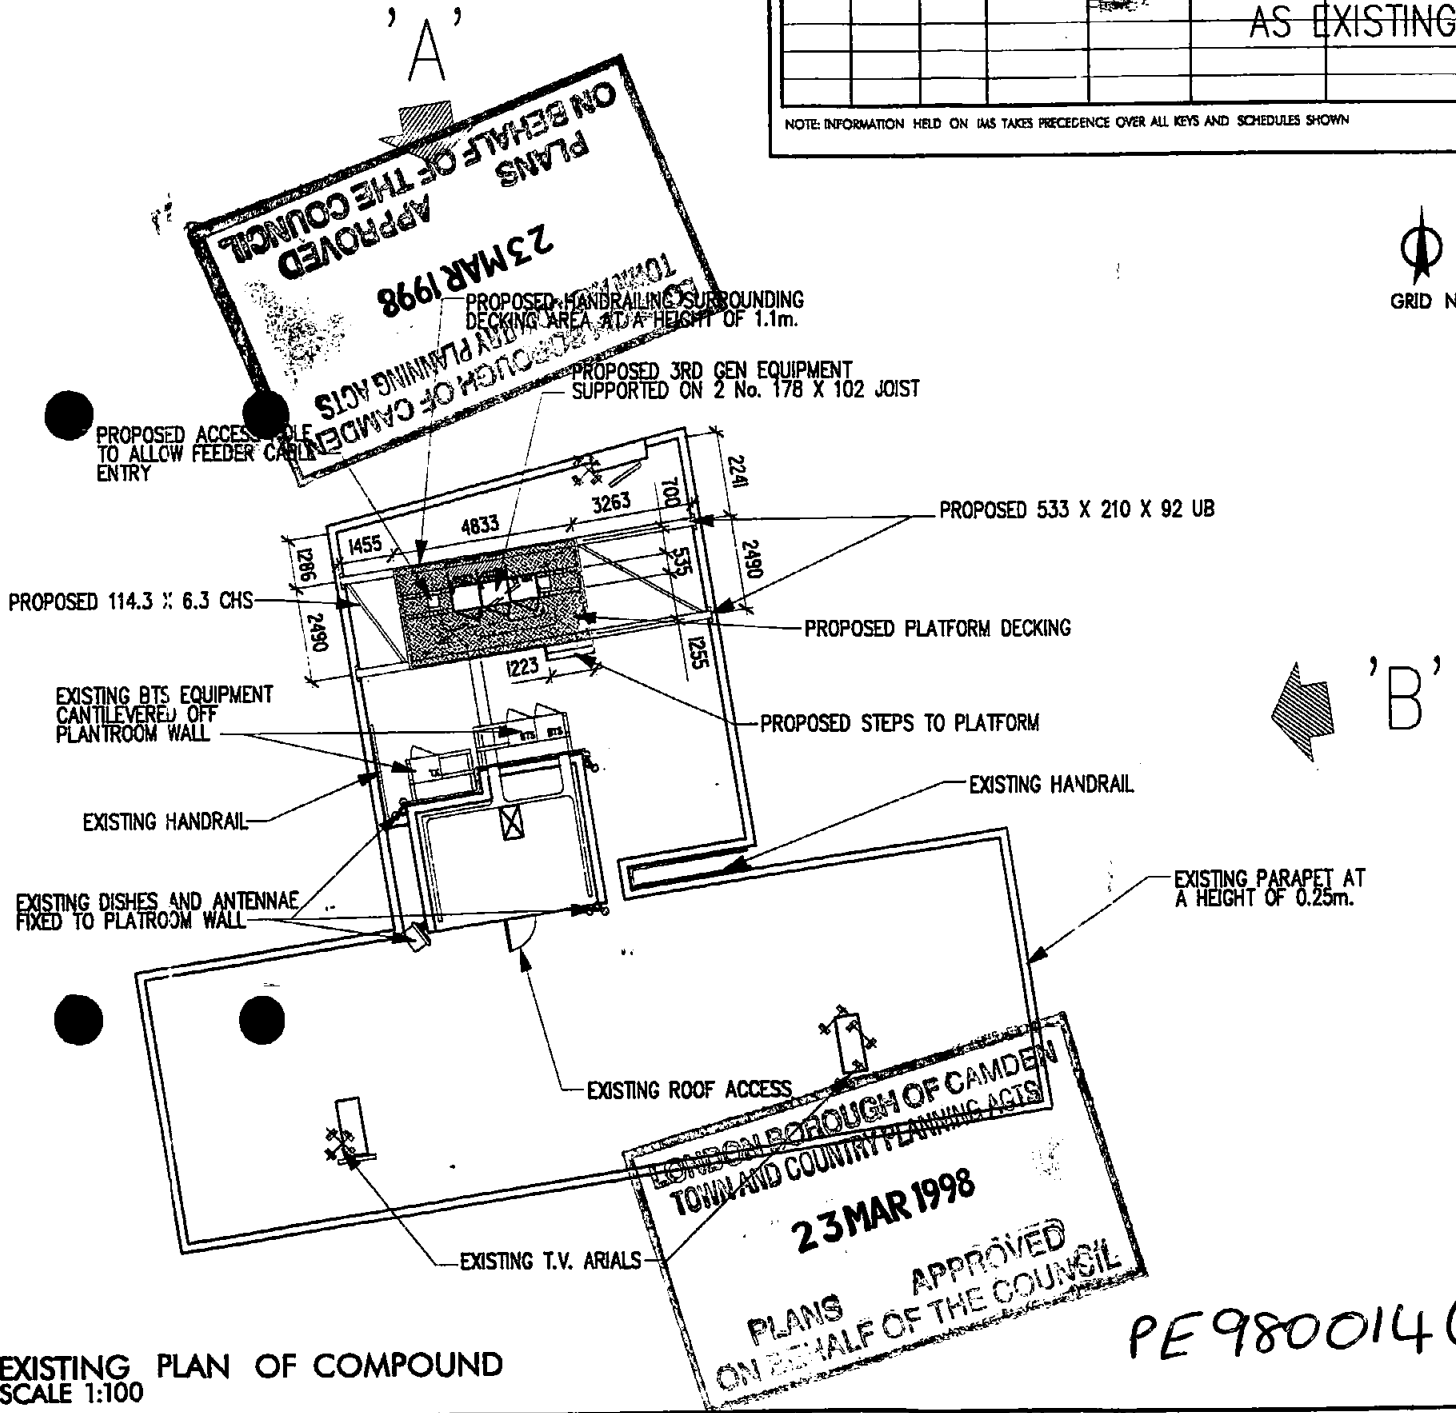 'A'
AS EXISTING
NOTE: INFORMATION HELD ON IMS TAKES PRECEDENCE OVER ALL KEYS AND SCHEDULES SHOWN
PLANS APPROVED
ON BEHALF OF THE COUNCIL
23 MAR 1998
BOROUGH OF CAMDEN
PLANNING ACTS
GRID N
PROPOSED HANDRAILING SURROUNDING
DECKING AREA AT A HEIGHT OF 1.1m.
PROPOSED 3RD GEN EQUIPMENT
SUPPORTED ON 2 No. 178 X 102 JOIST
PROPOSED ACCESS
TO ALLOW FEEDER CABLE
ENTRY
2241
3263
700
4833
1455
1286
535
2490
PROPOSED 533 X 210 X 92 UB
PROPOSED 114.3 X 6.3 CHS
2490
PROPOSED PLATFORM DECKING
1255
1223
'B'
EXISTING BTS EQUIPMENT
CANTILEVERED OFF
PLANTROOM WALL
BTS
BTS
PROPOSED STEPS TO PLATFORM
EXISTING HANDRAIL
EXISTING HANDRAIL
EXISTING PARAPET AT
A HEIGHT OF 0.25m.
EXISTING DISHES AND ANTENNAE
FIXED TO PLATROOM WALL
EXISTING ROOF ACCESS
LONDON BOROUGH OF CAMDEN
TOWN AND COUNTRY PLANNING ACTS
23 MAR 1998
PLANS APPROVED
ON BEHALF OF THE COUNCIL
EXISTING T.V. ARIALS
PE980014
EXISTING PLAN OF COMPOUND
SCALE 1:100